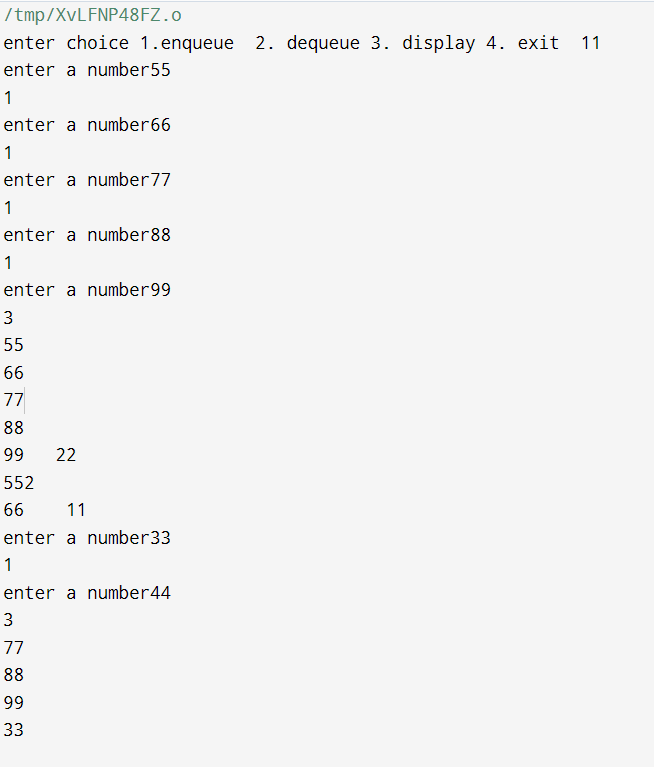 /tmp/XvLFNP48FZ.o
enter choice 1.enqueue  2. dequeue 3. display 4. exit  11
enter a number55
1
enter a number66
1
enter a number77
1
enter a number88
1
enter a number99
3
55
66
77
88
99   22
552
66    11
enter a number33
1
enter a number44
3
77
88
99
33